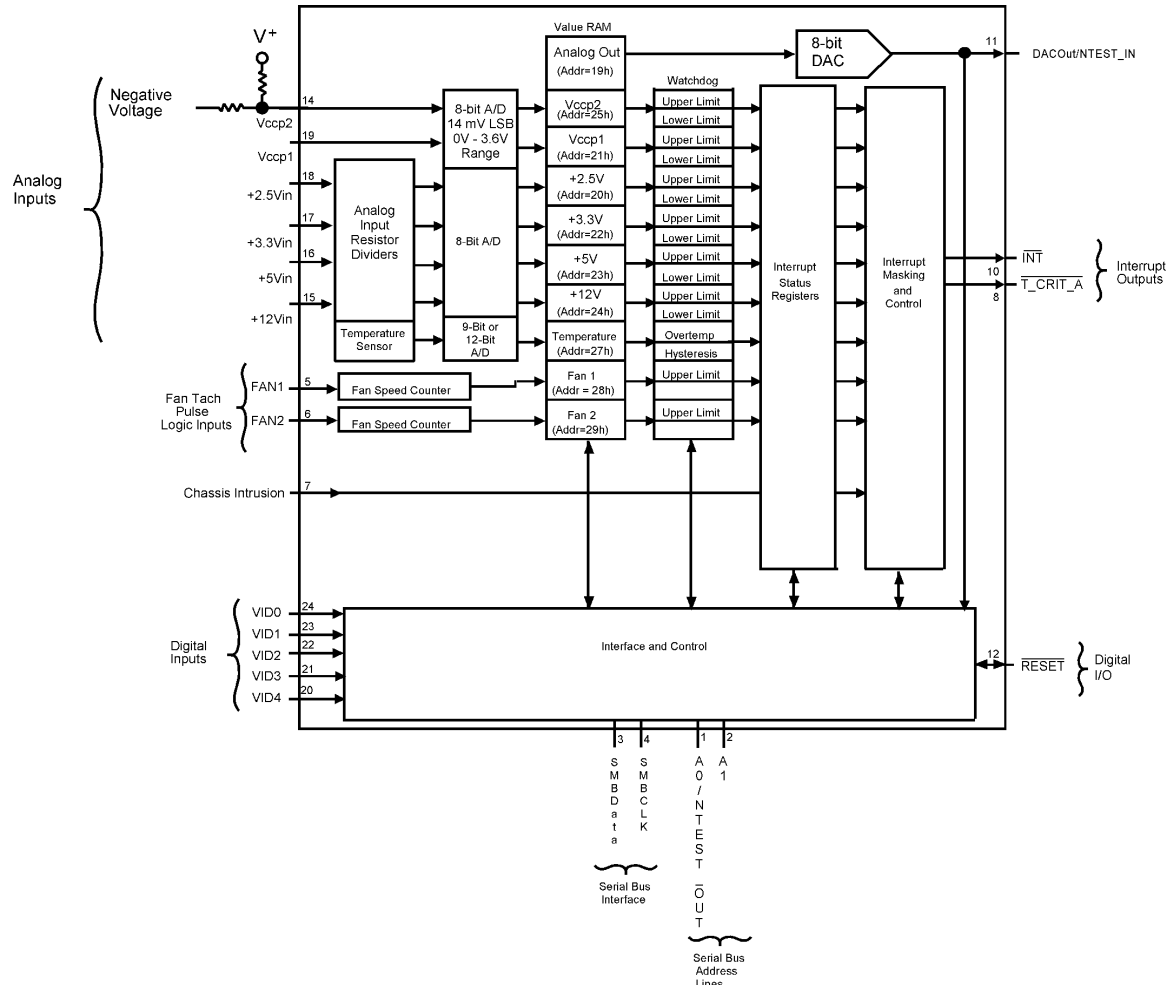 V+
Negative
Voltage
Analog
Inputs
14
Vccp2
19
Vccp1
18
+2.5Vin
17
+3.3Vin
16
+5Vin
15
+12Vin
Analog
Input
Resistor
Dividers
Temperature
Sensor
8-bit A/D
14 mV LSB
0V - 3.6V
Range
8-Bit A/D
9-Bit or
12-Bit
A/D
Value RAM
Analog Out
(Addr=19h)
Vccp2
(Addr=25h)
Vccp1
(Addr=21h)
+2.5V
(Addr=20h)
+3.3V
(Addr=22h)
+5V
(Addr=23h)
+12V
(Addr=24h)
Temperature
(Addr=27h)
Fan 1
(Addr = 28h)
Fan 2
(Addr=29h)
Watchdog
Upper Limit
Lower Limit
Upper Limit
Lower Limit
Upper Limit
Lower Limit
Upper Limit
Lower Limit
Upper Limit
Lower Limit
Upper Limit
Lower Limit
Overtemp
Hysteresis
Upper Limit
Upper Limit
8-bit
DAC
11
DACOut/NTEST_IN
Interrupt
Status
Registers
Interrupt
Masking
and
Control
INT
10
T_CRIT_A
8
Interrupt
Outputs
Fan Tach
Pulse
Logic Inputs
FAN1
5
Fan Speed Counter
FAN2
6
Fan Speed Counter
Chassis Intrusion
7
Digital
Inputs
VID0
24
VID1
23
VID2
22
VID3
21
VID4
20
Interface and Control
12
RESET
Digital
I/O
3
4
1
2
SMBData
SMBCLK
A0/NTEST OUT
A1
Serial Bus
Interface
Serial Bus
Address
Lines